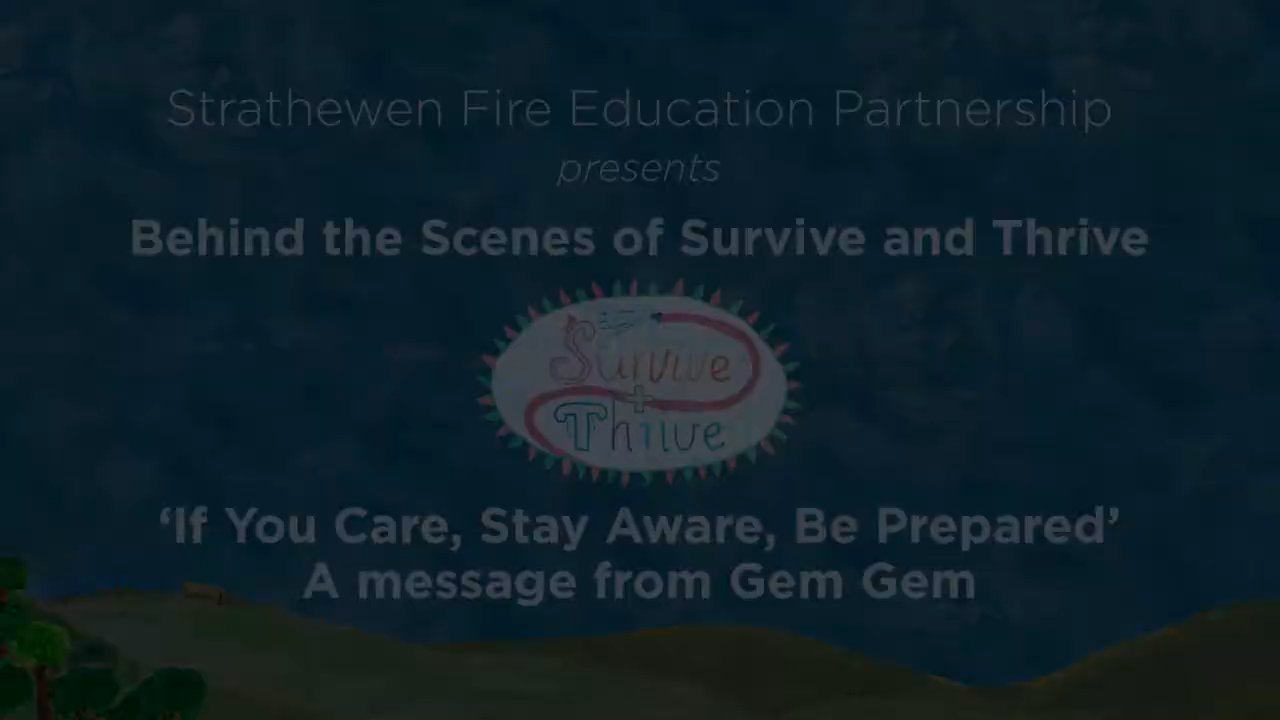 Strathewen Fire Education Partnership
presents
Behind the Scenes of Survive and Thrive
Survive
+
Thrive
‘If You Care, Stay Aware, Be Prepared’
A message from Gem Gem